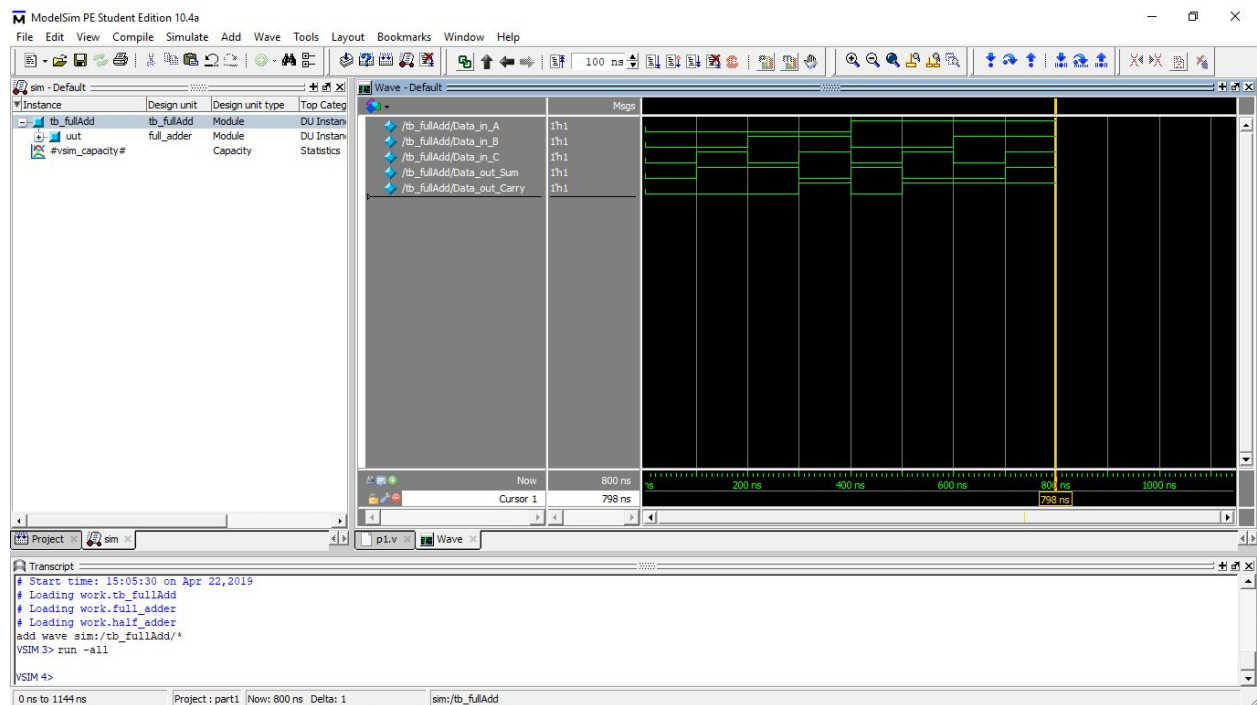 ModelSim PE Student Edition 10.4a
File Edit View Compile Simulate Add Wave Tools Layout Bookmarks Window Help
100 ns
sim - Default
Instance Design unit Design unit type Top Categ
tb_fullAdd tb_fullAdd Module DU Instan
uut full_adder Module DU Instan
#vsim_capacity# Capacity Statistics
Wave - Default
Msgs
/tb_fullAdd/Data_in_A 1'h1
/tb_fullAdd/Data_in_B 1'h1
/tb_fullAdd/Data_in_C 1'h1
/tb_fullAdd/Data_out_Sum 1'h1
/tb_fullAdd/Data_out_Carry 1'h1
Now 800 ns ns 200 ns 400 ns 600 ns 800 ns 1000 ns
Cursor 1 798 ns 798 ns
Project sim p1.v Wave
Transcript
# Start time: 15:05:30 on Apr 22,2019
# Loading work.tb_fullAdd
# Loading work.full_adder
# Loading work.half_adder
add wave sim:/tb_fullAdd/*
VSIM 3> run -all
VSIM 4>
0 ns to 1144 ns Project : part1 Now: 800 ns Delta: 1 sim:/tb_fullAdd